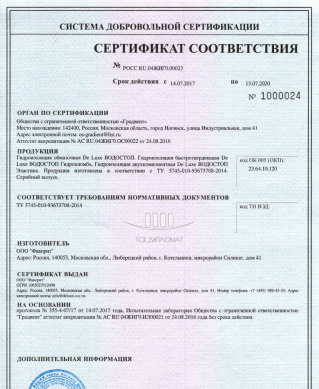 СИСТЕМА ДОБРОВОЛЬНОЙ СЕРТИФИКАЦИИ
СЕРТИФИКАТ СООТВЕТСТВИЯ
№ РОСС RU.04ЖИГ0.00023
Срок действия с 14.07.2017 по 13.07.2020
№ 1000024
ОРГАН ПО СЕРТИФИКАЦИИ
Общество с ограниченной ответственностью «Градиент»
Место нахождение 142400, Россия, Московская область, город Ногинск, улица Индустриальная, дом 41
Адрес электронной почты: os-gradient@list.ru
Аттестат аккредитации № АС RU.04ЖИГ0.ОС00022 от 24.08.2016
ПРОДУКЦИЯ
Гидроизоляция обмазочная De Luxe ВОДОСТОП. Гидроизоляция быстротвердеющая De
Luxe ВОДОСТОП Гидропломба. Гидроизоляция двухкомпонентная De Luxe ВОДОСТОП
Эластика. Продукция изготовлена в соответствии с ТУ 5745-010-93673708-2014
Серийный выпуск.
код ОК 005 (ОКП):
23.64.10.120
СООТВЕТСТВУЕТ ТРЕБОВАНИЯМ НОРМАТИВНЫХ ДОКУМЕНТОВ
ТУ 5745-010-93673708-2014
код ТН ВЭД:
ТСК ДИПЛОМАТ
ИЗГОТОВИТЕЛЬ
ООО "Фаворит"
Адрес: Россия, 140053, Московская обл., Люберецкий район, г. Котельники, микрорайон Силикат, дом 41
СЕРТИФИКАТ ВЫДАН
ООО "Фаворит"
ОГРН
Адрес: Россия, 140053, Московская обл., Люберецкий район, г. Котельники, микрорайон Силикат, дом 41. Номер телефона: +7 (495)
электронной почты
НА ОСНОВАНИИ
протокола № 355-4-07/17 от 14.07.2017 года, Испытательная лаборатория Общества с ограниченной ответственностью
"Градиент" аттестат аккредитации № АС RU.04ЖИГ0.ИЛ00021 от 24.08.2016 года без срока действия
ДОПОЛНИТЕЛЬНАЯ ИНФОРМАЦИЯ